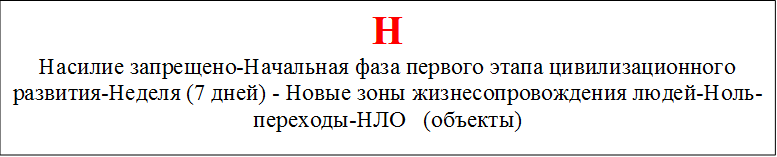 Н
Насилие запрещено-Начальная фаза первого этапа цивилизационного
развития-Неделя (7 дней) - Новые зоны жизнесопровождения людей-Ноль-
переходы-НЛО (объекты)